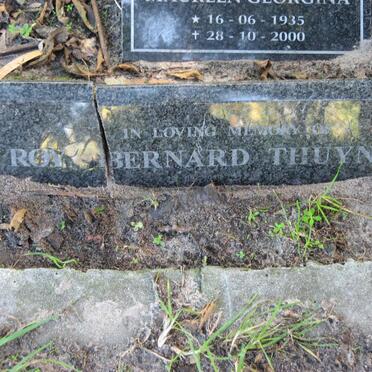 MAUREEN GEORGINA
★ 16 - 06 - 1935
✝ 28 - 10 - 2000
IN LOVING MEMORY OF
ROY BERNARD THUYN